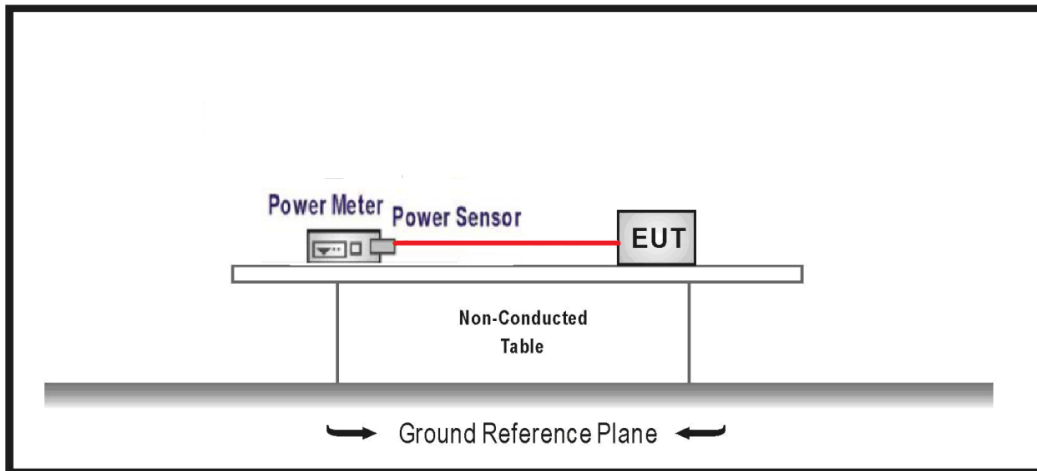 Power Meter
Power Sensor
EUT
Non-Conducted
Table
Ground Reference Plane